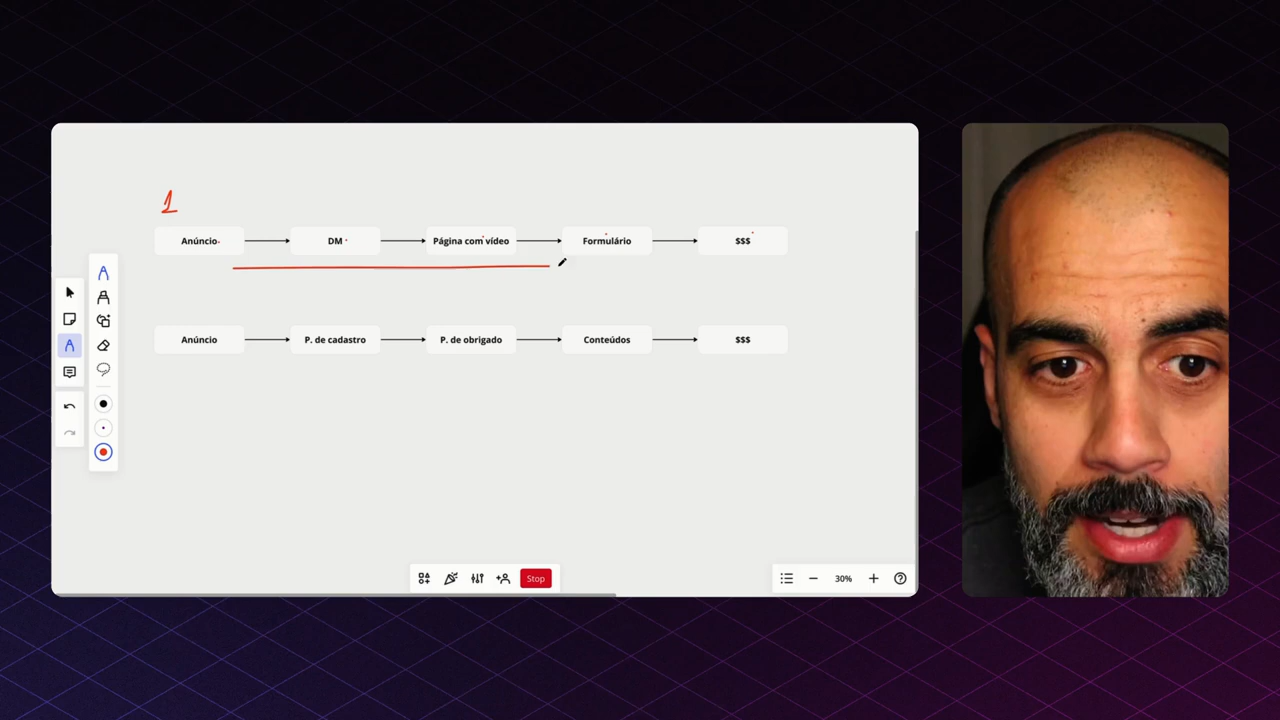 1
Anúncio DM Página com vídeo Formulário $$$
Anúncio P. de cadastro P. de obrigado Conteúdos $$$
Stop
30%